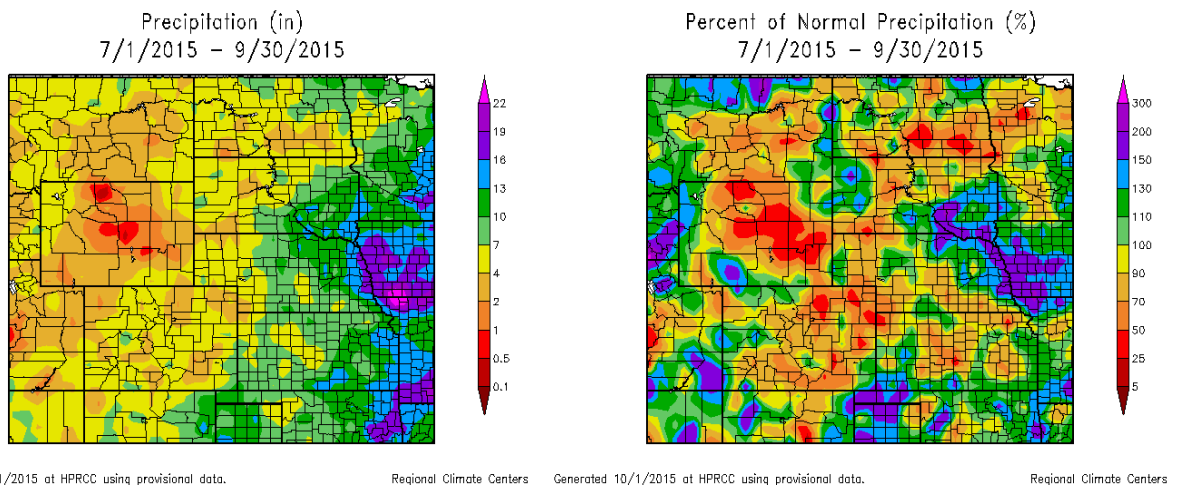 Precipitation (in)
7/1/2015 – 9/30/2015
22
19
16
13
10
7
4
2
1
0.5
0.1
1/2015 at HPRCC using provisional data.
Regional Climate Centers
Percent of Normal Precipitation (%)
7/1/2015 – 9/30/2015
300
200
150
130
110
100
90
70
50
25
5
Generated 10/1/2015 at HPRCC using provisional data.
Regional Climate Centers